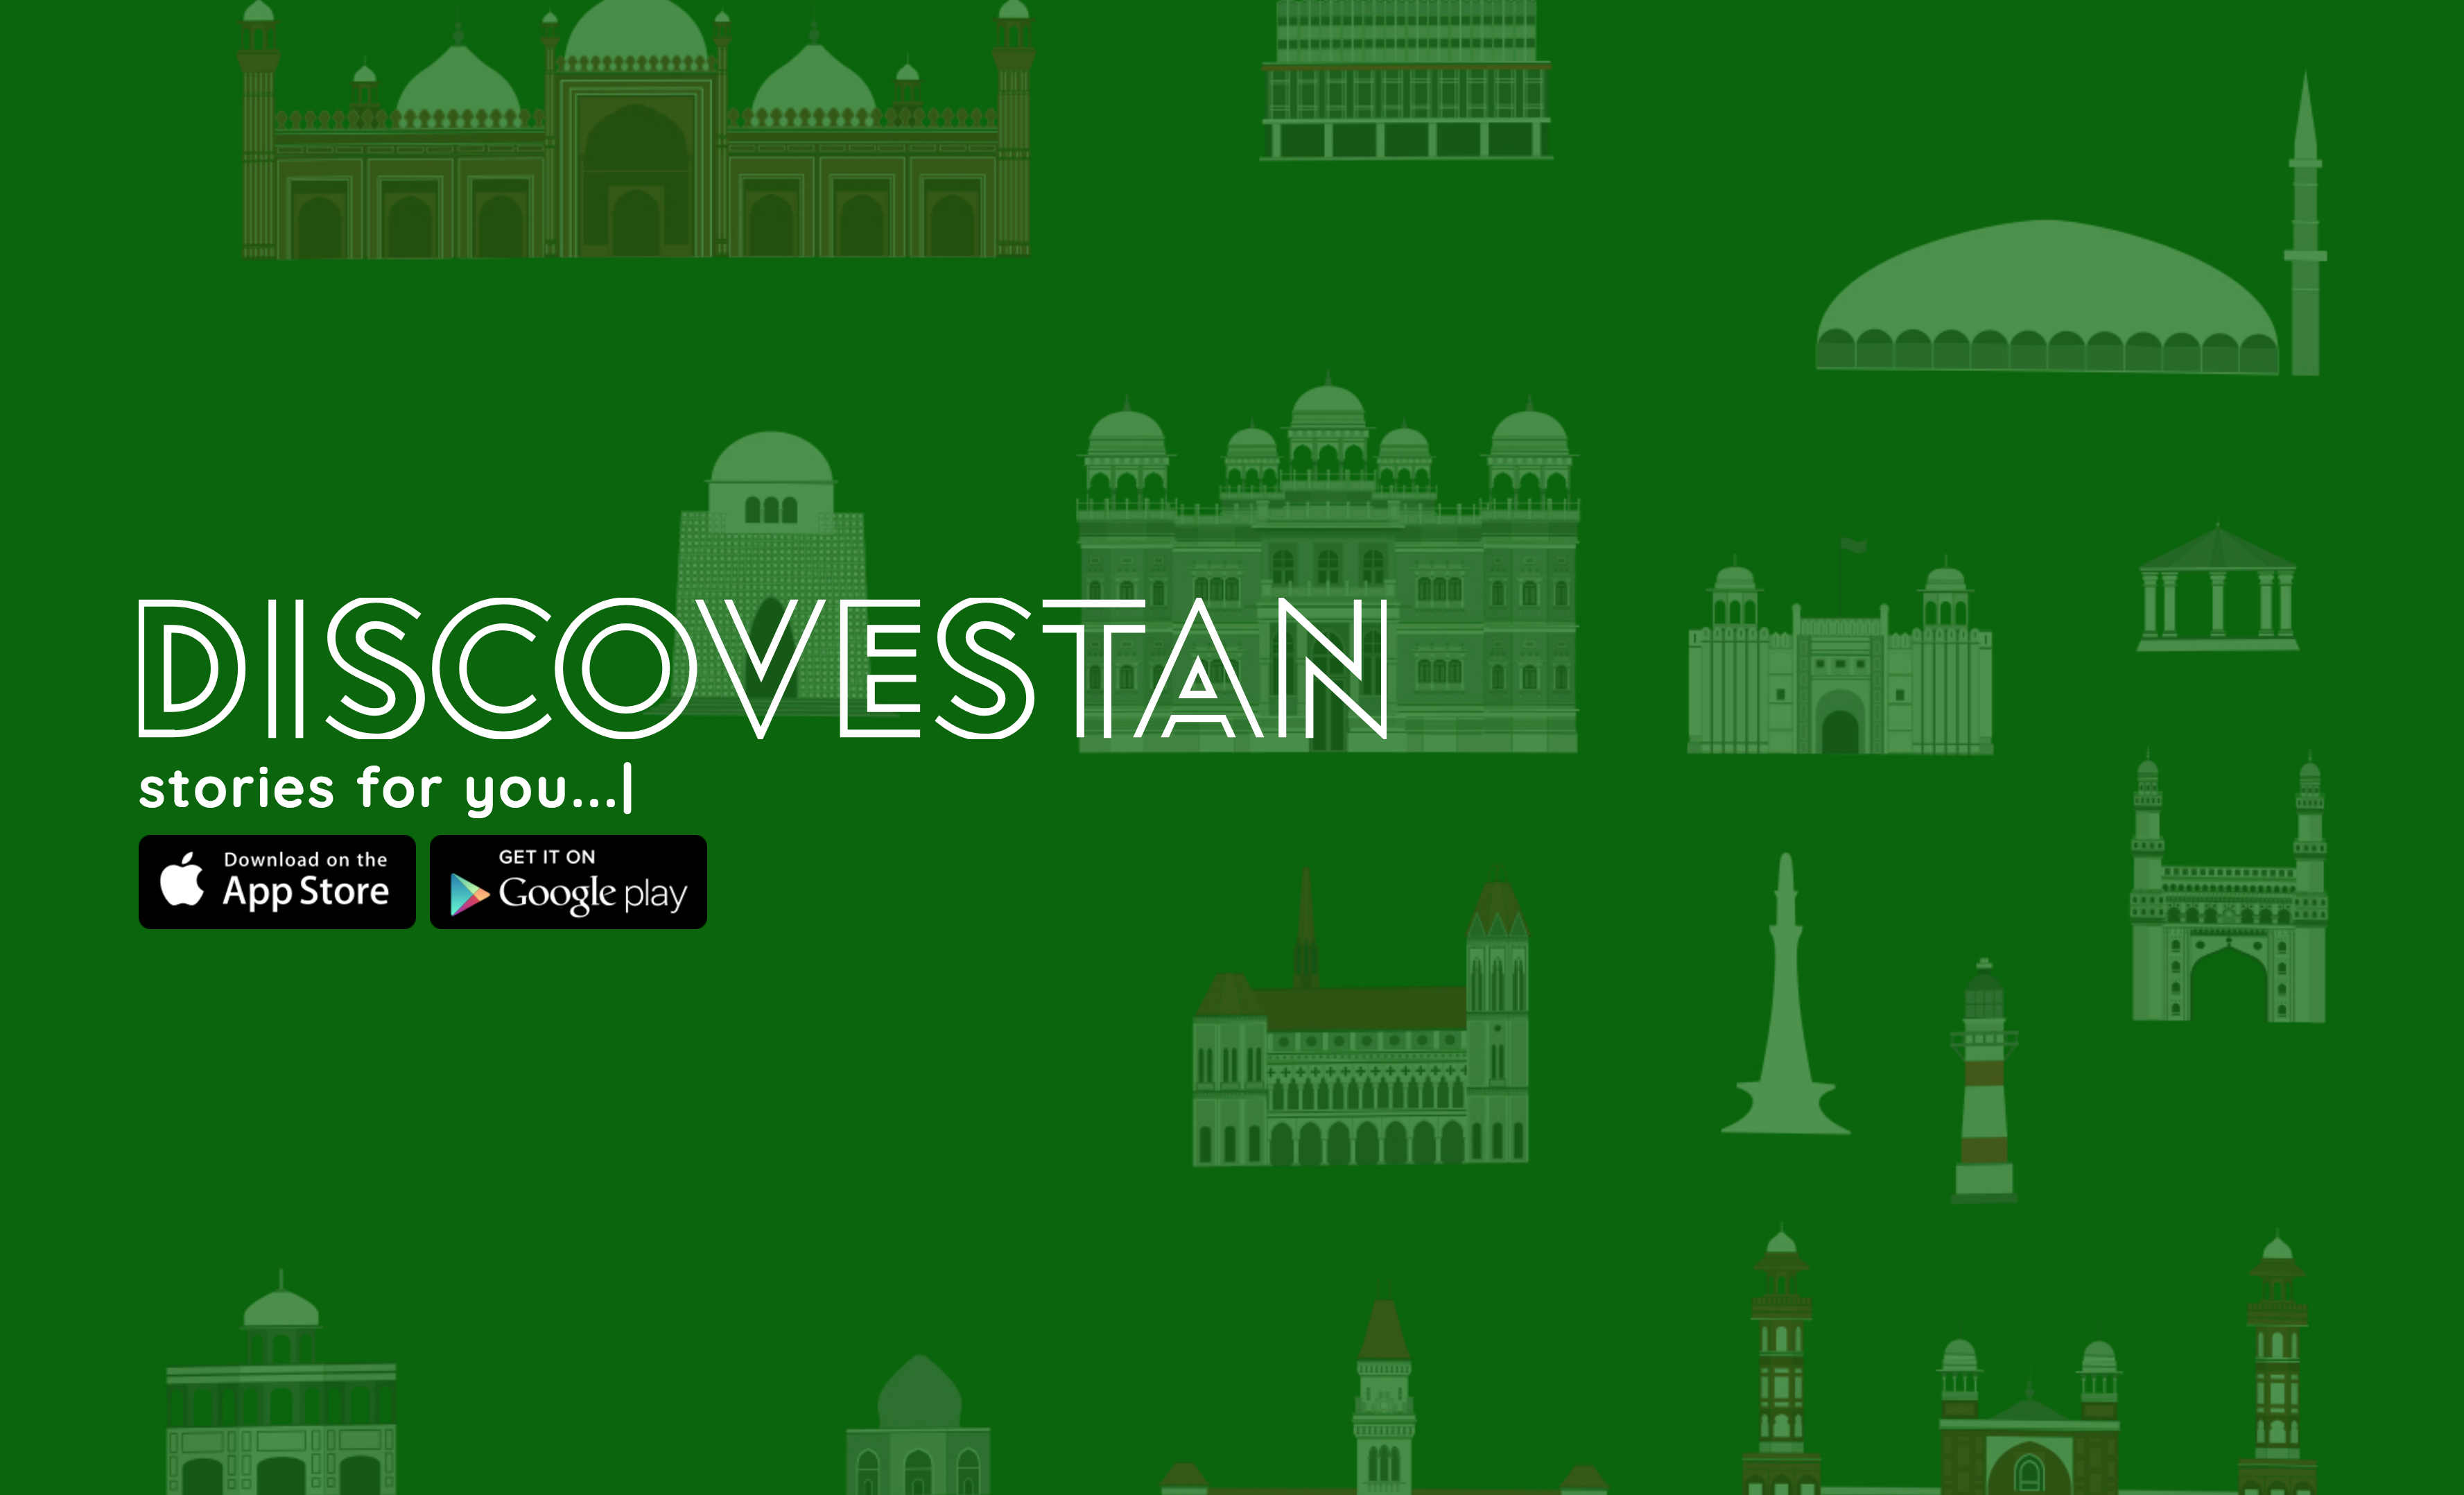 DISCOVESTAN
stories for you...|
Download on the
App Store
GET IT ON
Google play